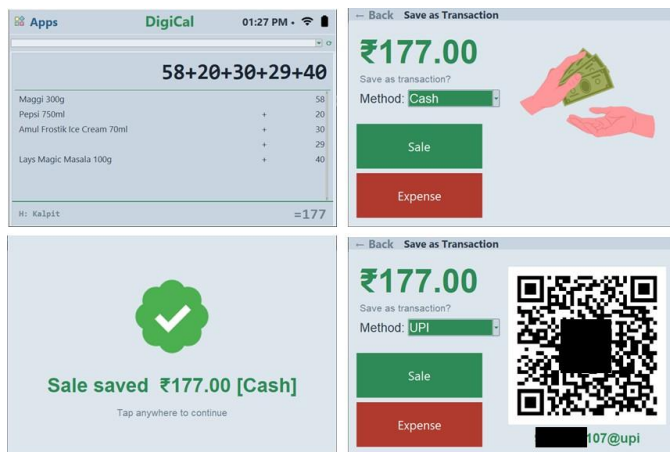 Apps DigiCal 01:27 PM •
58+20+30+29+40
Maggi 300g 58
Pepsi 750ml + 20
Amul Frostik Ice Cream 70ml + 30
+ 29
Lays Magic Masala 100g + 40
H: Kalpit =177
← Back Save as Transaction
₹177.00
Save as transaction?
Method: Cash
Sale
Expense
Sale saved ₹177.00 [Cash]
Tap anywhere to continue
← Back Save as Transaction
₹177.00
Save as transaction?
Method: UPI
Sale
Expense
107@upi